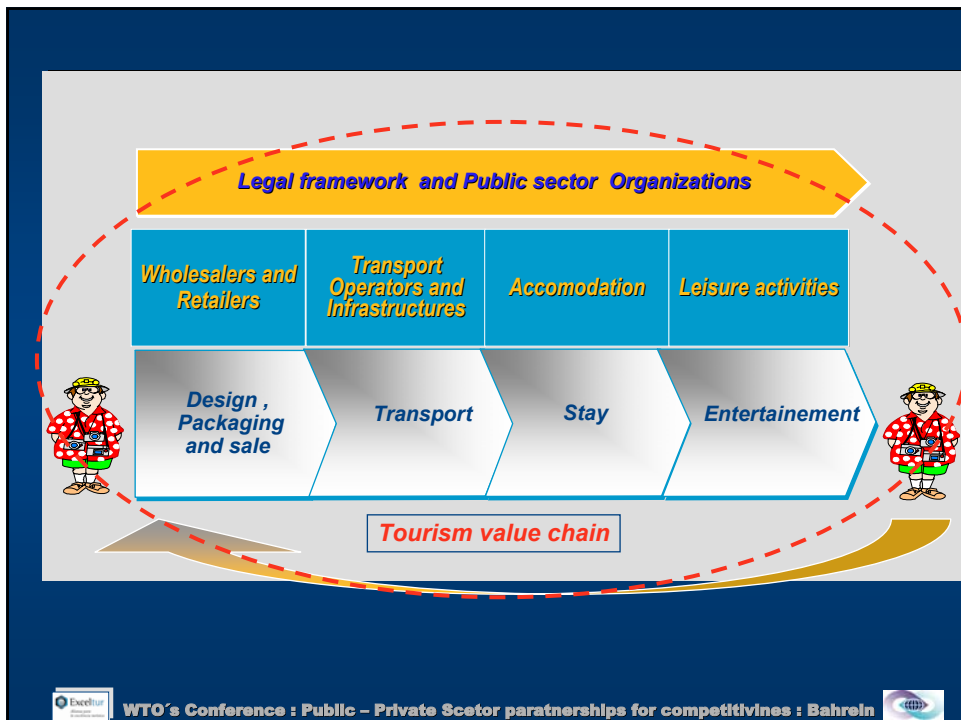 Legal framework and Public sector Organizations
Wholesalers and
Retailers
Transport
Operators and
Infrastructures
Accomodation
Leisure activities
Design ,
Packaging
and sale
Transport
Stay
Entertainement
Tourism value chain
Exceltur
WTO´s Conference : Public – Private Scetor paratnerships for competitivines : Bahrein